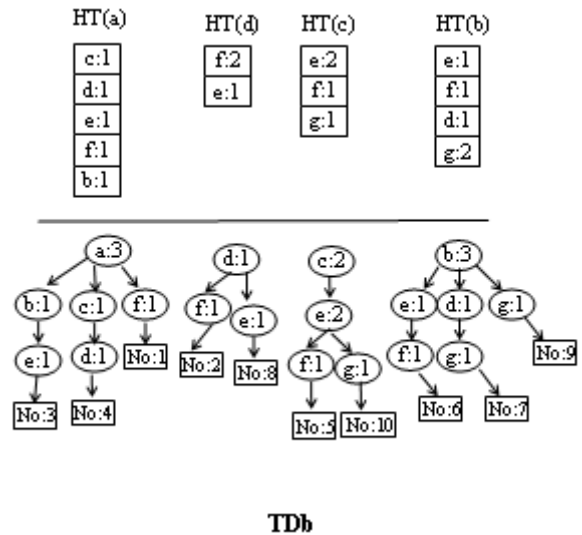 HT(a) HT(d) HT(c) HT(b)
c:1 f:2 e:2 e:1
d:1 e:1 f:1 f:1
e:1 g:1 d:1
f:1 g:2
b:1
a:3 d:1 c:2 b:3
b:1 c:1 f:1 f:1 e:1 e:2 e:1 d:1 g:1
e:1 d:1 No:1 No:2 No:8 f:1 g:1 f:1 g:1 No:9
No:3 No:4 No:5 No:10 No:6 No:7
TDb